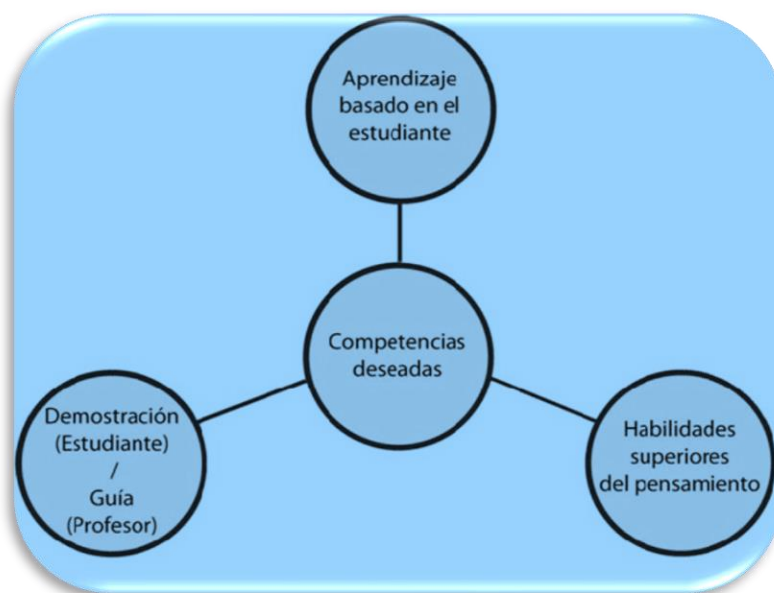 Aprendizaje
basado en el
estudiante
Competencias
deseadas
Demostración
(Estudiante)
/
Guía
(Profesor)
Habilidades
superiores
del pensamiento